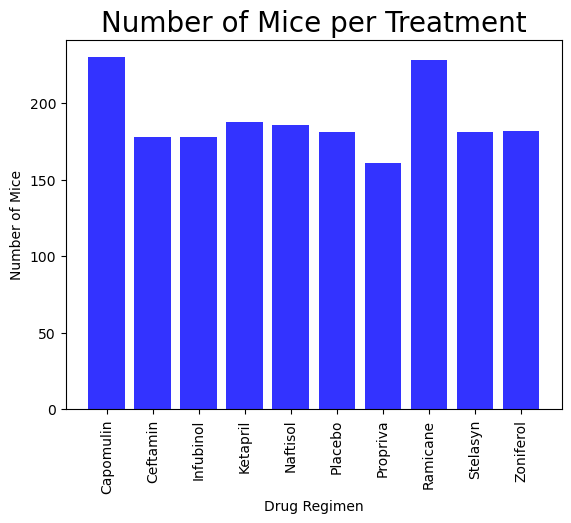 Number of Mice per Treatment
Number of Mice
200
150
100
50
0
Capomulin
Ceftamin
Infubinol
Ketapril
Naftisol
Placebo
Propriva
Ramicane
Stelasyn
Zoniferol
Drug Regimen